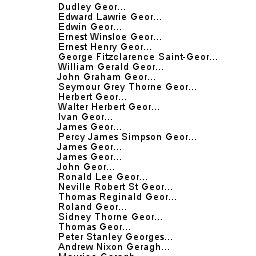 Dudley Geor...
Edward Lawrie Geor...
Edwin Geor...
Ernest Winsloe Geor...
Ernest Henry Geor...
George Fitzclarence Saint-Geor...
William Gerald Geor...
John Graham Geor...
Seymour Grey Thorne Geor...
Herbert Geor...
Walter Herbert Geor...
Ivan Geor...
James Geor...
Percy James Simpson Geor...
James Geor...
James Geor...
John Geor...
Ronald Lee Geor...
Neville Robert St Geor...
Thomas Reginald Geor...
Roland Geor...
Sidney Thorne Geor...
Thomas Geor...
Peter Stanley Georges...
Andrew Nixon Geragh...